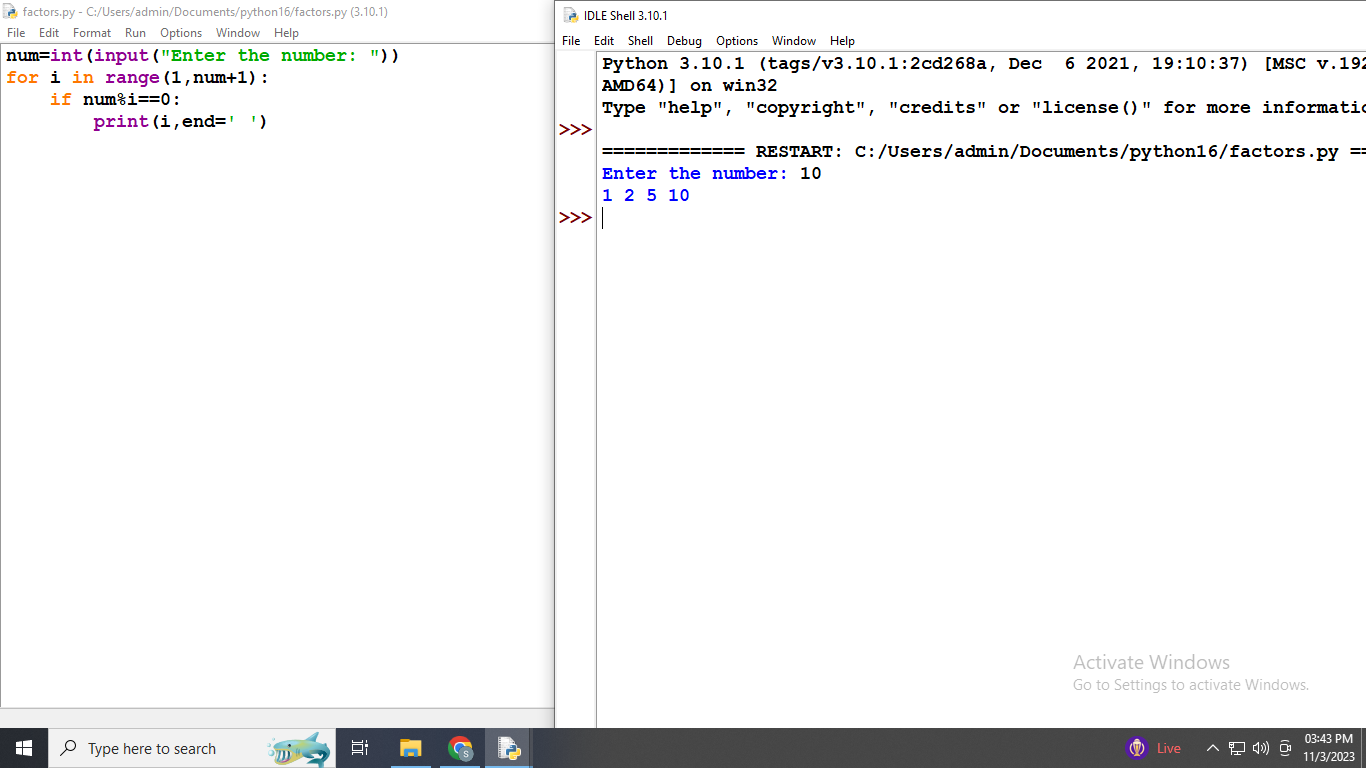 factors.py - C:/Users/admin/Documents/python16/factors.py (3.10.1)
File Edit Format Run Options Window Help
num=int(input("Enter the number: "))
for i in range(1,num+1):
    if num%i==0:
        print(i,end=' ')
IDLE Shell 3.10.1
File Edit Shell Debug Options Window Help
Python 3.10.1 (tags/v3.10.1:2cd268a, Dec  6 2021, 19:10:37) [MSC v.192
AMD64)] on win32
Type "help", "copyright", "credits" or "license()" for more informatio
>>>
============= RESTART: C:/Users/admin/Documents/python16/factors.py ==
Enter the number: 10
1 2 5 10
>>>
Activate Windows
Go to Settings to activate Windows.
Type here to search
S
Live
03:43 PM
11/3/2023